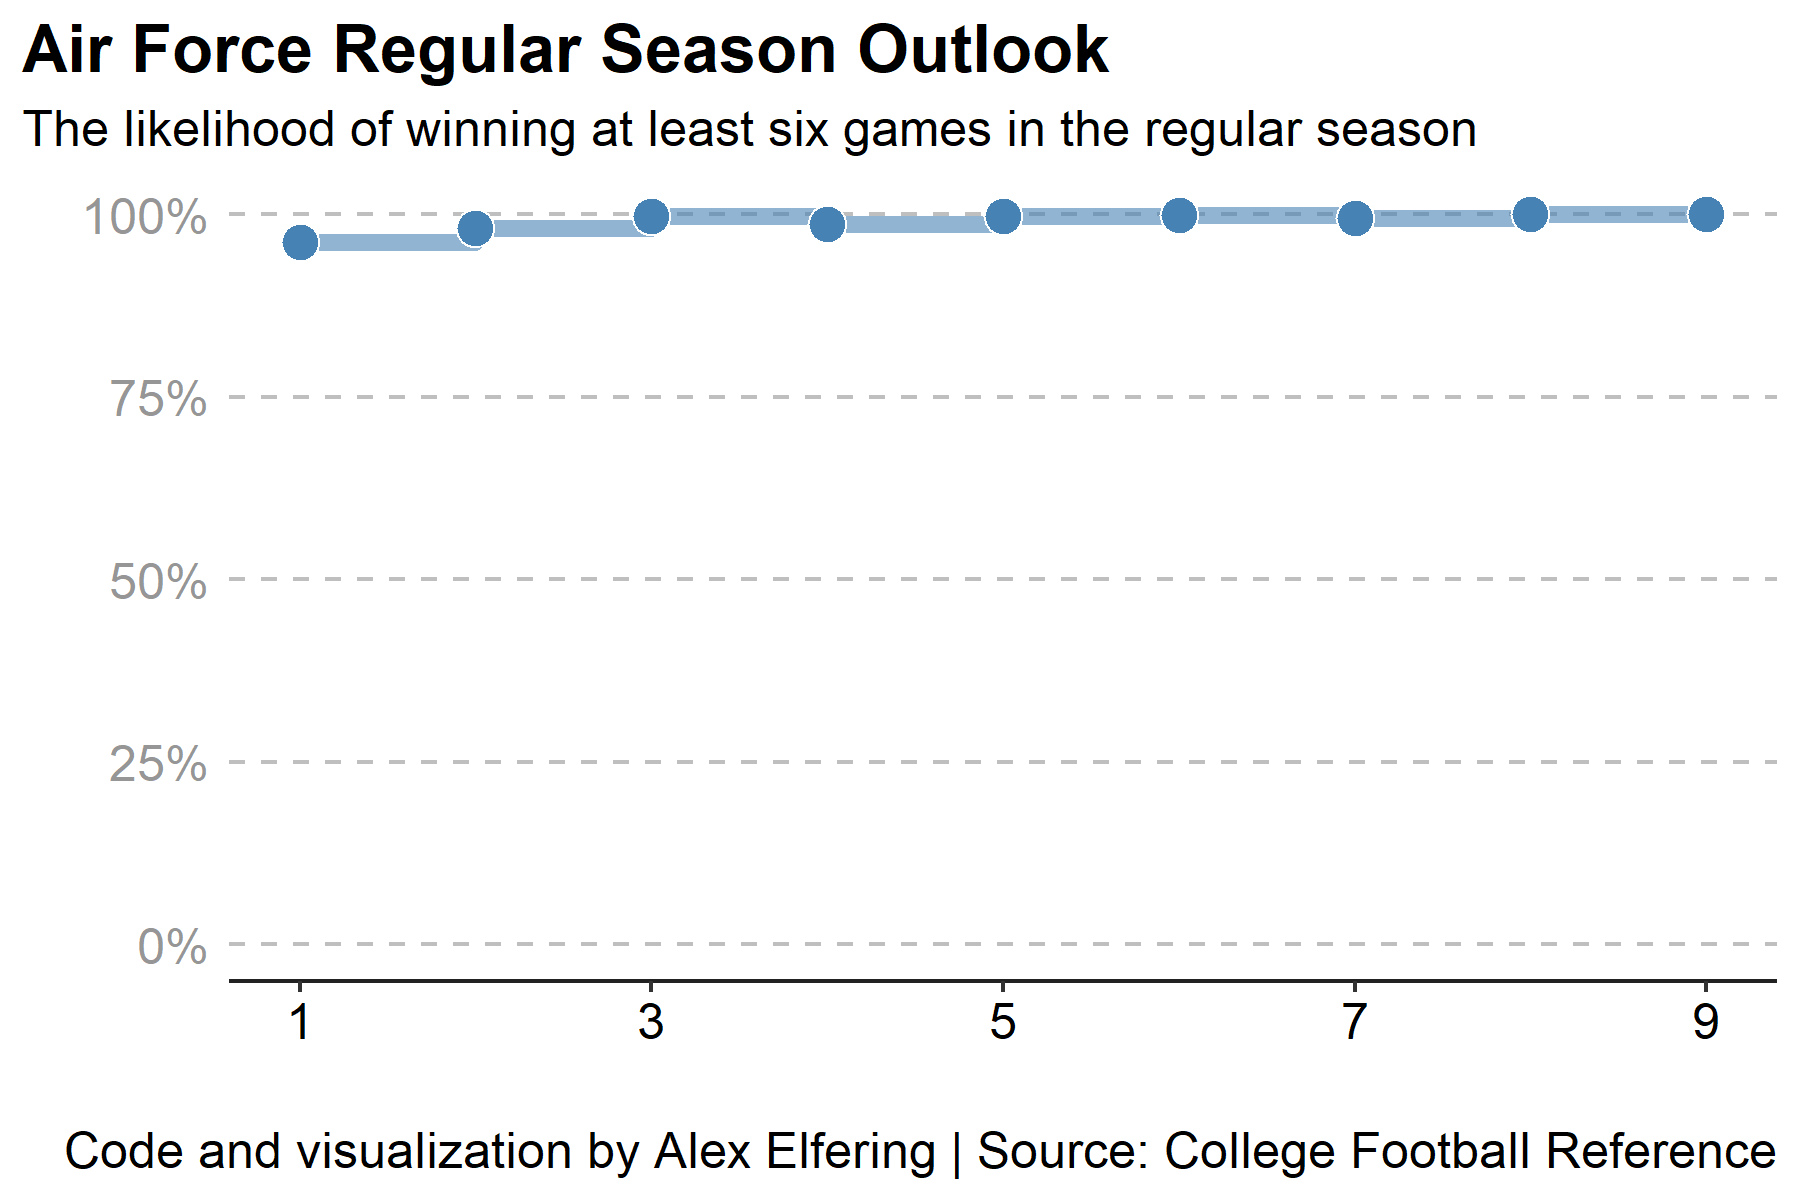 Air Force Regular Season Outlook
The likelihood of winning at least six games in the regular season
100%
75%
50%
25%
0%
1 3 5 7 9
Code and visualization by Alex Elfering | Source: College Football Reference